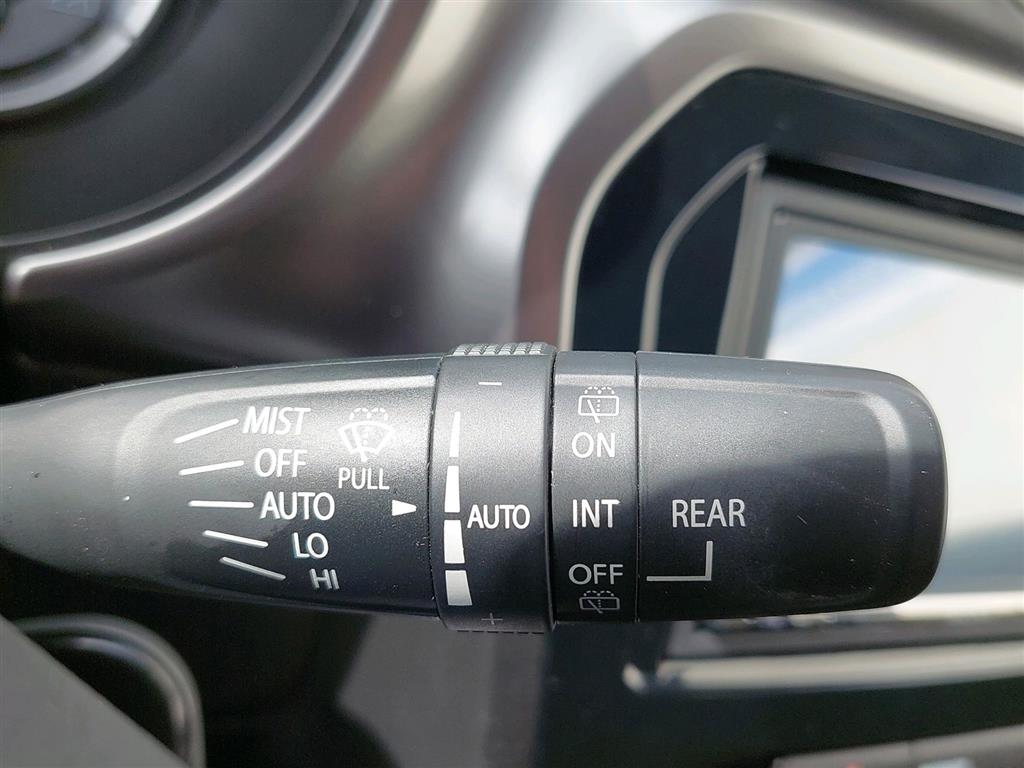 MIST
OFF
AUTO
LO
HI
PULL
−
AUTO
+
ON
INT
OFF
REAR